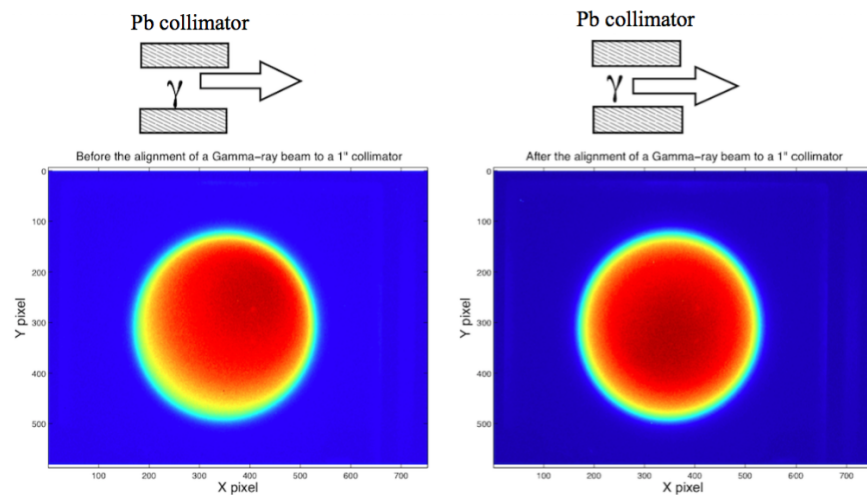 Pb collimator
Pb collimator
γ
γ
Before the alignment of a Gamma-ray beam to a 1" collimator
After the alignment of a Gamma-ray beam to a 1" collimator
0
100
200
300
400
500
Y pixel
100 200 300 400 500 600 700
X pixel
0
100
200
300
400
500
Y pixel
100 200 300 400 500 600 700
X pixel